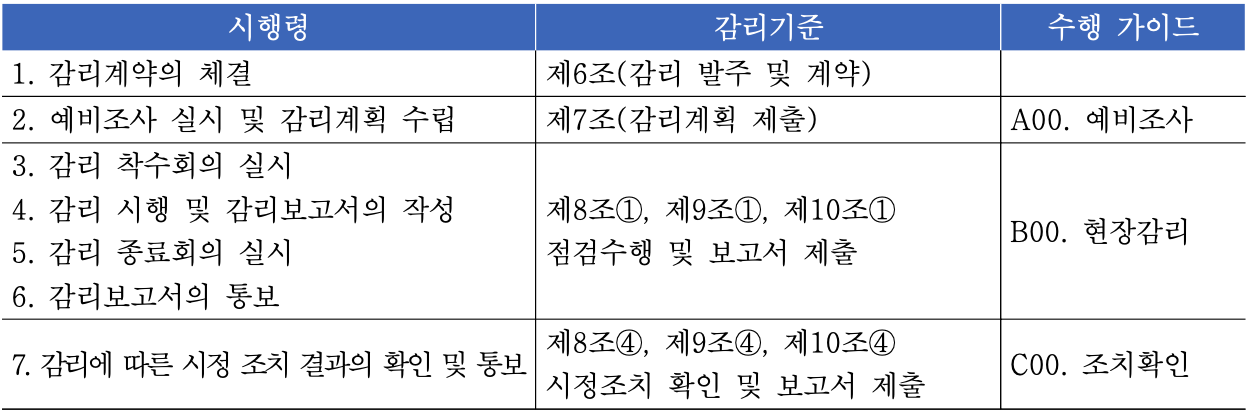 시행령 감리기준 수행 가이드
1. 감리계약의 체결 제6조(감리 발주 및 계약)
2. 예비조사 실시 및 감리계획 수립 제7조(감리계획 제출) A00. 예비조사
3. 감리 착수회의 실시
4. 감리 시행 및 감리보고서의 작성
5. 감리 종료회의 실시
6. 감리보고서의 통보
제8조①, 제9조①, 제10조①
점검수행 및 보고서 제출
B00. 현장감리
7. 감리에 따른 시정 조치 결과의 확인 및 통보
제8조④, 제9조④, 제10조④
시정조치 확인 및 보고서 제출
C00. 조치확인